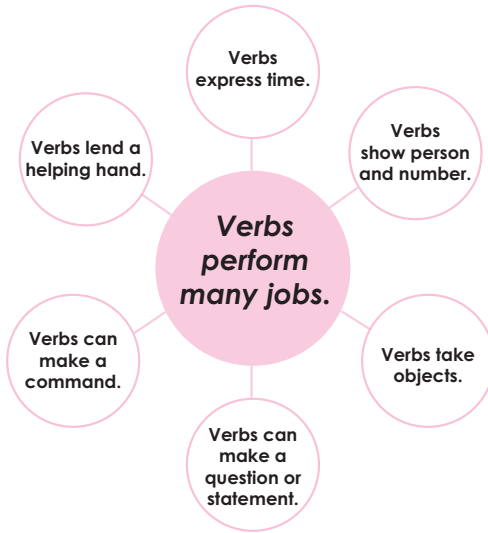 Verbs
express time.
Verbs
show person
and number.
Verbs lend a
helping hand.
Verbs
perform
many jobs.
Verbs can
make a
command.
Verbs take
objects.
Verbs can
make a
question or
statement.